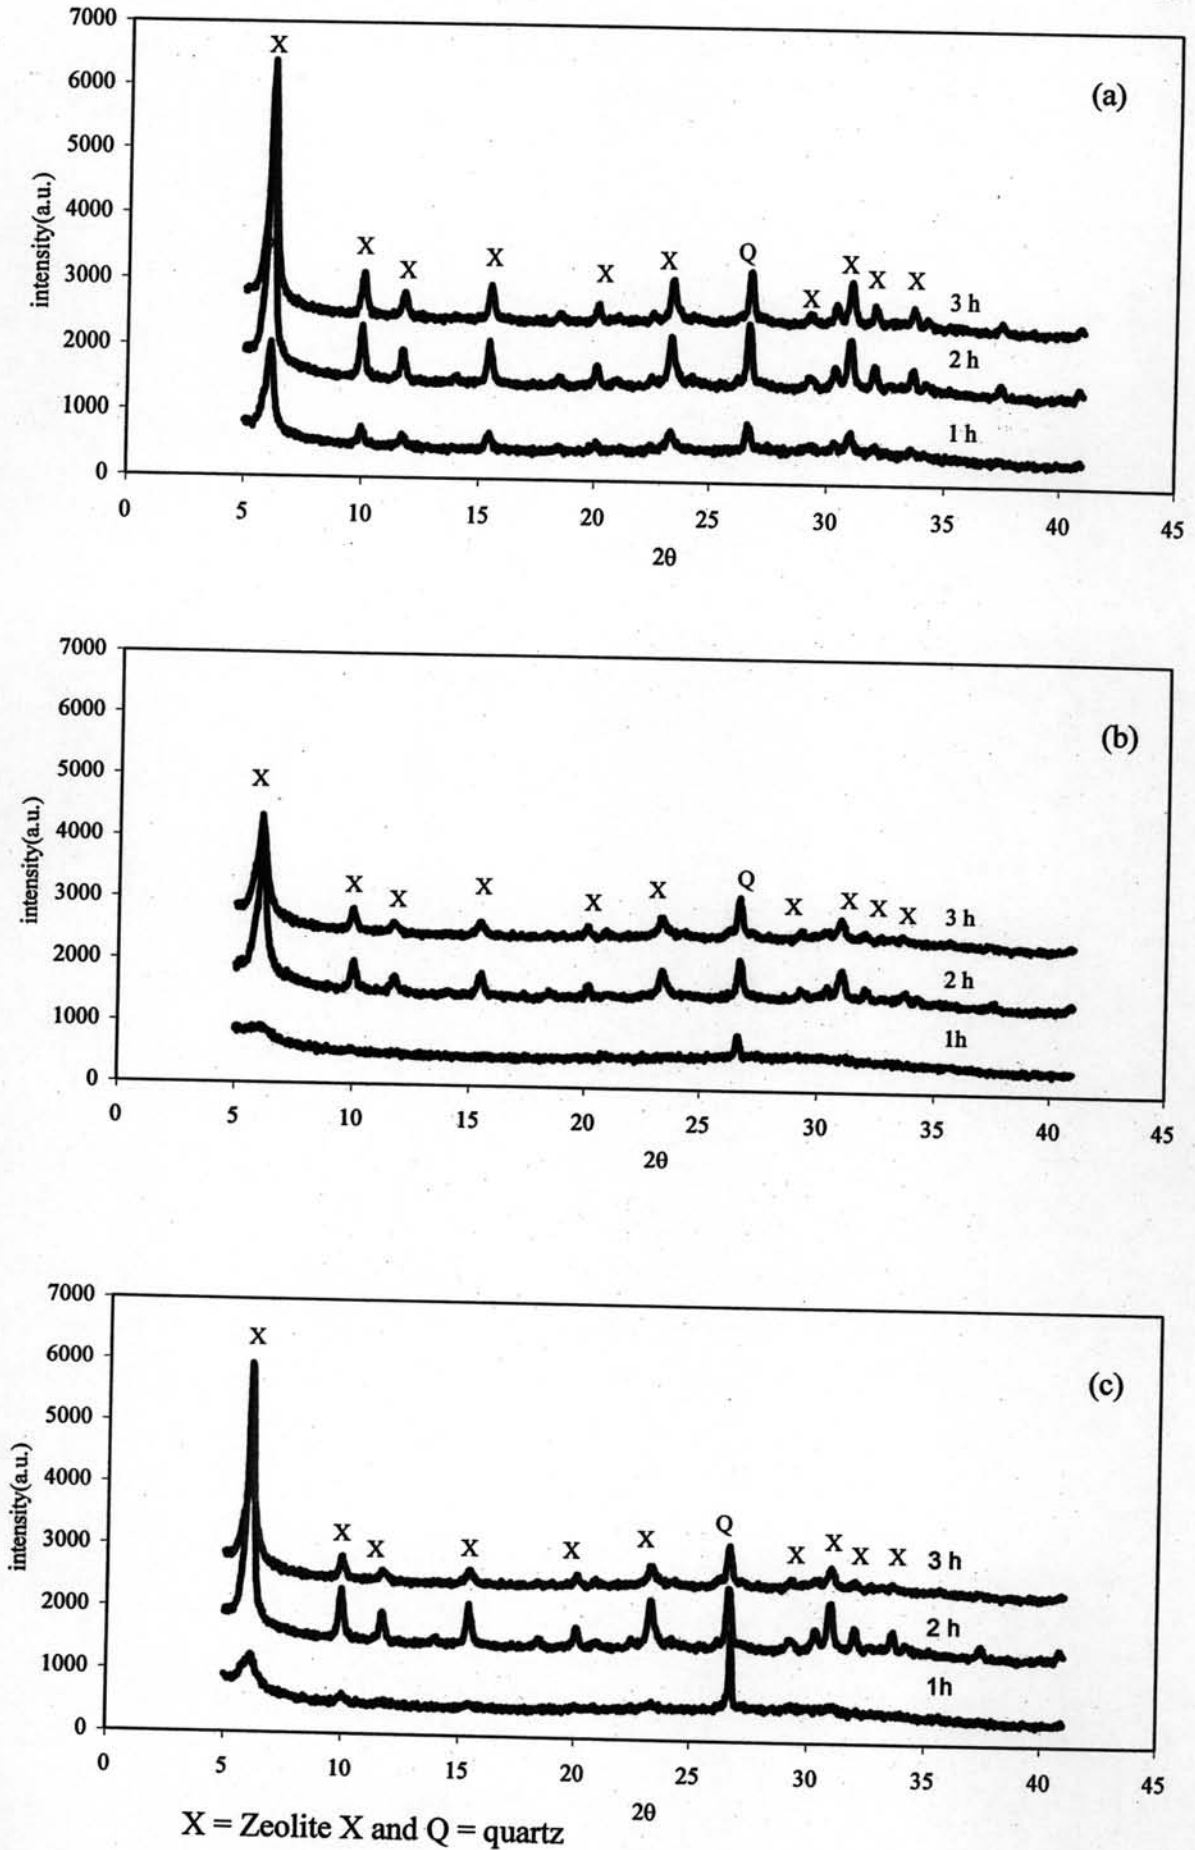 7000
6000
5000
4000
3000
2000
1000
0
intensity(a.u.)
(a)
X
X X X X X Q X X X X
3 h
2 h
1 h
0 5 10 15 20 25 30 35 40 45
2θ
7000
6000
5000
4000
3000
2000
1000
0
intensity(a.u.)
(b)
X
X X X X X Q X X X X
3 h
2 h
1h
0 5 10 15 20 25 30 35 40 45
2θ
7000
6000
5000
4000
3000
2000
1000
0
intensity(a.u.)
(c)
X
X X X X X Q X X X X
3 h
2 h
1h
0 5 10 15 20 25 30 35 40 45
2θ
X = Zeolite X and Q = quartz